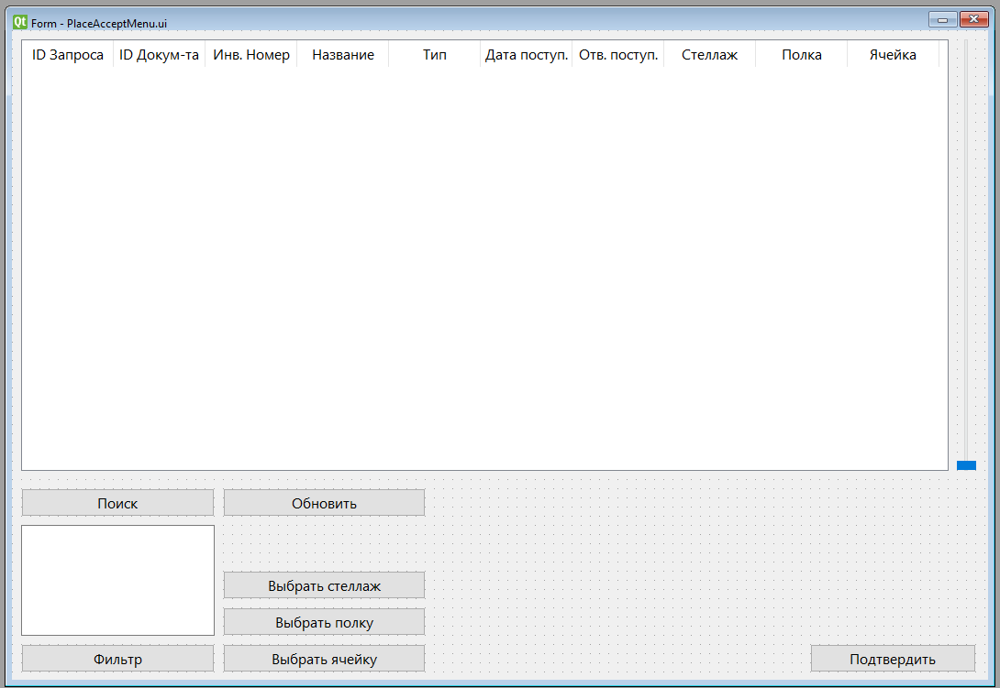 Qt Form - PlaceAcceptMenu.ui
ID Запроса ID Докум-та Инв. Номер Название Тип Дата поступ. Отв. поступ. Стеллаж Полка Ячейка
Поиск Обновить
Выбрать стеллаж
Выбрать полку
Фильтр Выбрать ячейку Подтвердить